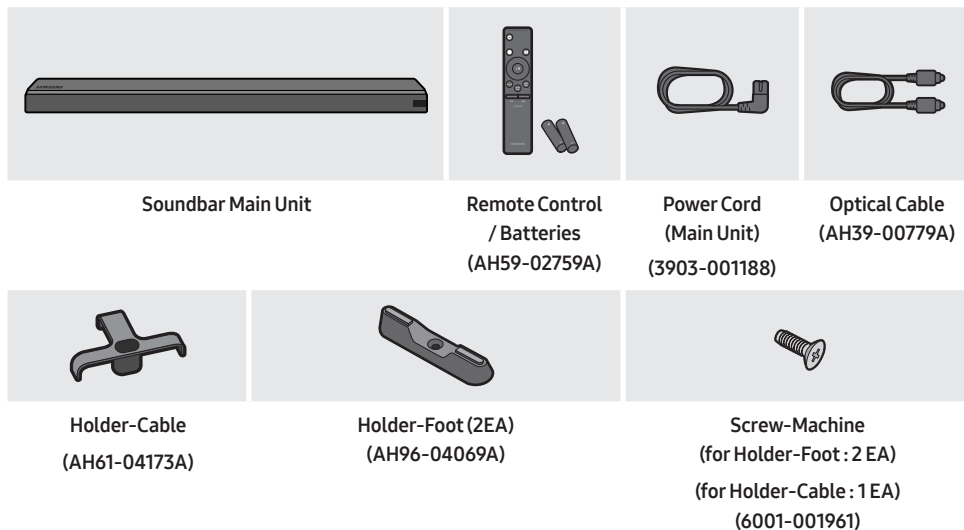 SAMSUNG
Soundbar Main Unit
Remote Control
/ Batteries
(AH59-02759A)
Power Cord
(Main Unit)
(3903-001188)
Optical Cable
(AH39-00779A)
Holder-Cable
(AH61-04173A)
Holder-Foot (2EA)
(AH96-04069A)
Screw-Machine
(for Holder-Foot : 2 EA)
(for Holder-Cable : 1 EA)
(6001-001961)